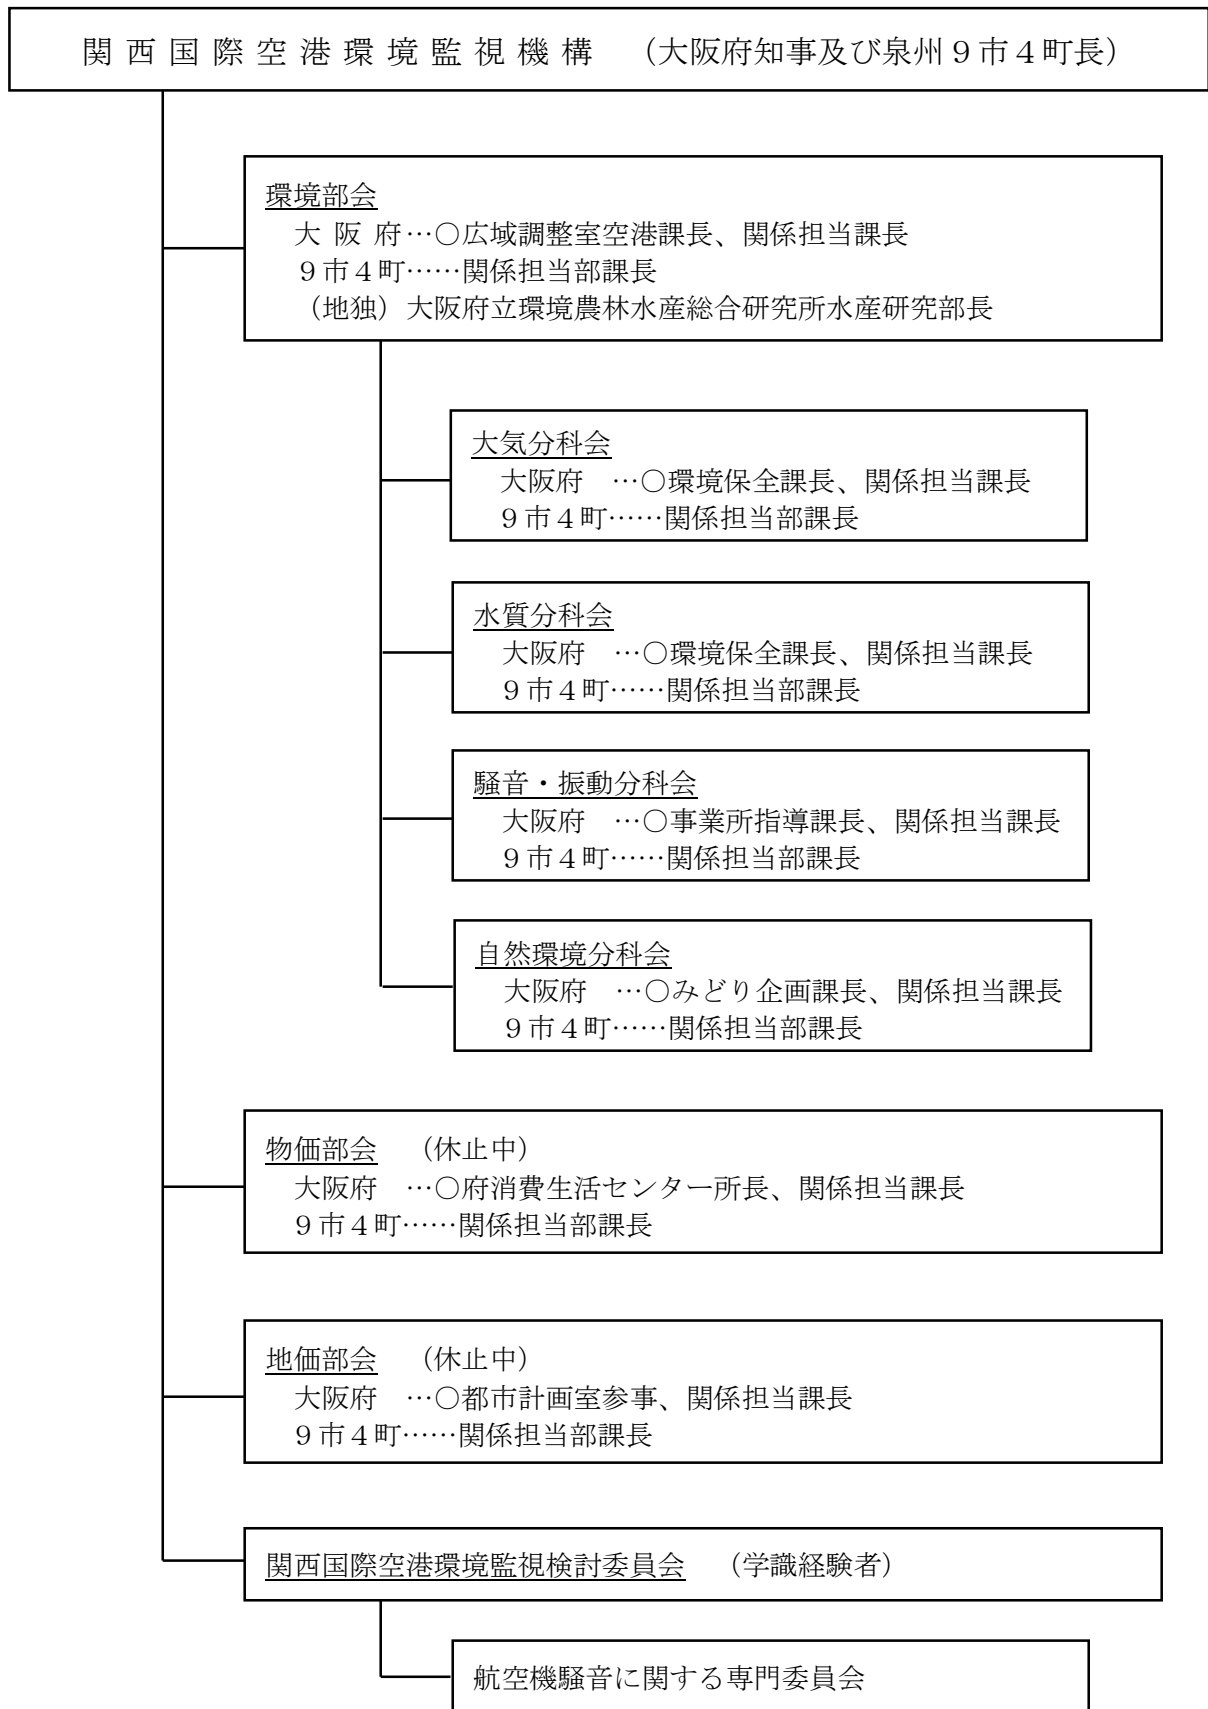 関西国際空港環境監視機構　（大阪府知事及び泉州９市４町長）
環境部会
大 阪 府…○広域調整室空港課長、関係担当課長
９市４町……関係担当部課長
（地独）大阪府立環境農林水産総合研究所水産研究部長
大気分科会
大阪府　…○環境保全課長、関係担当課長
９市４町……関係担当部課長
水質分科会
大阪府　…○環境保全課長、関係担当課長
９市４町……関係担当部課長
騒音・振動分科会
大阪府　…○事業所指導課長、関係担当課長
９市４町……関係担当部課長
自然環境分科会
大阪府　…○みどり企画課長、関係担当課長
９市４町……関係担当部課長
物価部会　（休止中）
大阪府　…○府消費生活センター所長、関係担当課長
９市４町……関係担当部課長
地価部会　（休止中）
大阪府　…○都市計画室参事、関係担当課長
９市４町……関係担当部課長
関西国際空港環境監視検討委員会　（学識経験者）
航空機騒音に関する専門委員会